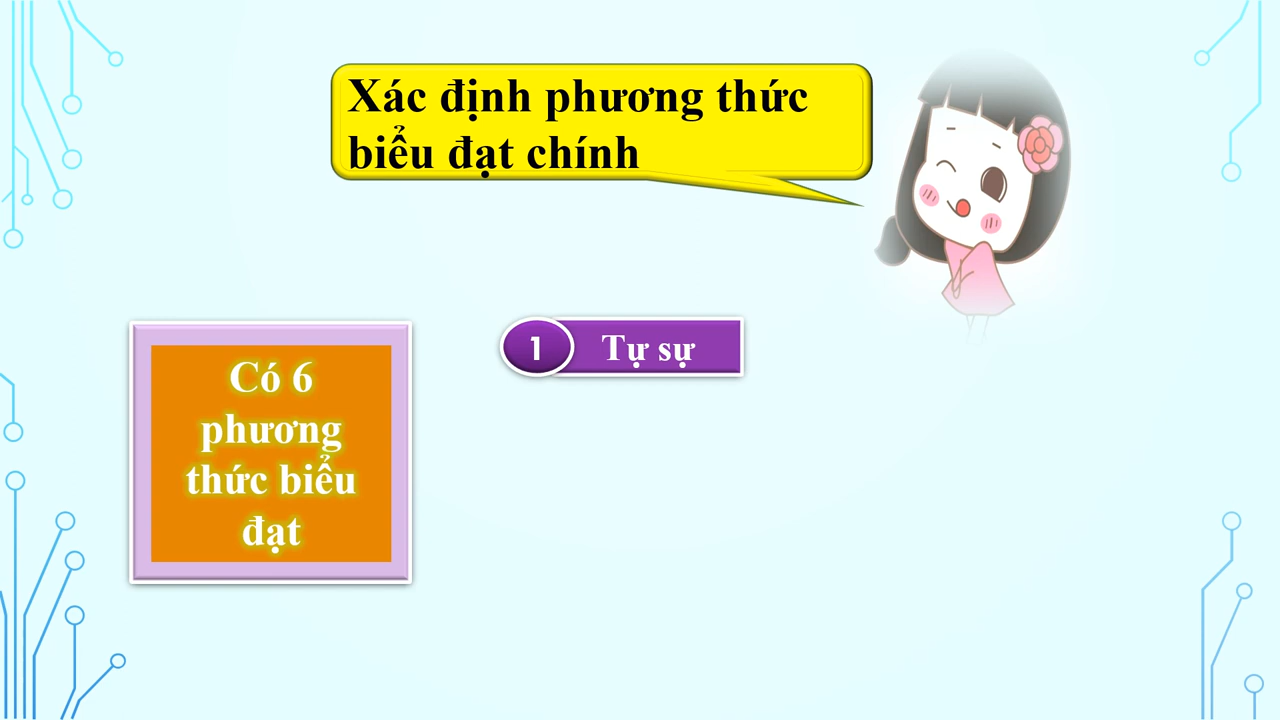 Xác định phương thức
biểu đạt chính
1 Tự sự
Có 6
phương
thức biểu
đạt